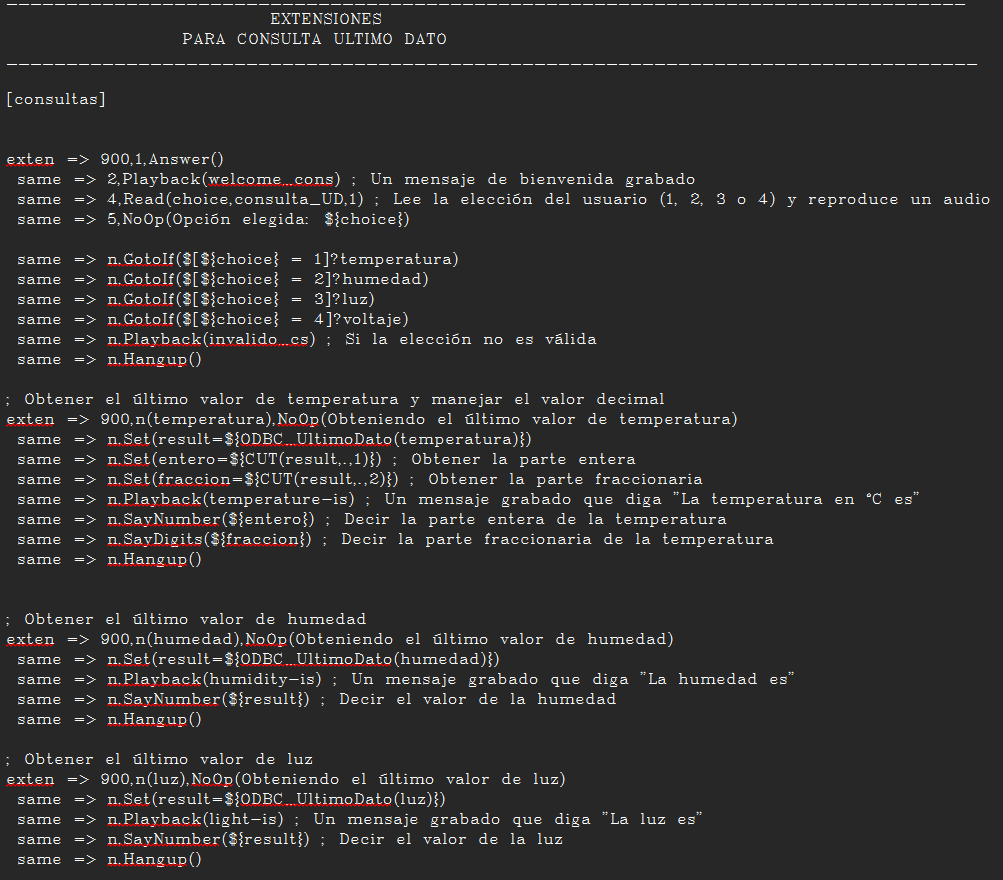 EXTENSIONES
PARA CONSULTA ULTIMO DATO
[consultas]
exten => 900,1,Answer()
same => 2,Playback(welcome_cons) ; Un mensaje de bienvenida grabado
same => 4,Read(choice,consulta_UD,1) ; Lee la elección del usuario (1, 2, 3 o 4) y reproduce un audio
same => 5,NoOp(Opción elegida: ${choice})
same => n,GotoIf($[${choice} = 1]?temperatura)
same => n,GotoIf($[${choice} = 2]?humedad)
same => n,GotoIf($[${choice} = 3]?luz)
same => n,GotoIf($[${choice} = 4]?voltaje)
same => n,Playback(invalido_cs) ; Si la elección no es válida
same => n,Hangup()
; Obtener el último valor de temperatura y manejar el valor decimal
exten => 900,n(temperatura),NoOp(Obteniendo el último valor de temperatura)
same => n,Set(result=${ODBC_UltimoDato(temperatura)})
same => n,Set(entero=${CUT(result,.,1)}) ; Obtener la parte entera
same => n,Set(fraccion=${CUT(result,.,2)}) ; Obtener la parte fraccionaria
same => n,Playback(temperature-is) ; Un mensaje grabado que diga "La temperatura en °C es"
same => n,SayNumber(${entero}) ; Decir la parte entera de la temperatura
same => n,SayDigits(${fraccion}) ; Decir la parte fraccionaria de la temperatura
same => n,Hangup()
; Obtener el último valor de humedad
exten => 900,n(humedad),NoOp(Obteniendo el último valor de humedad)
same => n,Set(result=${ODBC_UltimoDato(humedad)})
same => n,Playback(humidity-is) ; Un mensaje grabado que diga "La humedad es"
same => n,SayNumber(${result}) ; Decir el valor de la humedad
same => n,Hangup()
; Obtener el último valor de luz
exten => 900,n(luz),NoOp(Obteniendo el último valor de luz)
same => n,Set(result=${ODBC_UltimoDato(luz)})
same => n,Playback(light-is) ; Un mensaje grabado que diga "La luz es"
same => n,SayNumber(${result}) ; Decir el valor de la luz
same => n,Hangup()